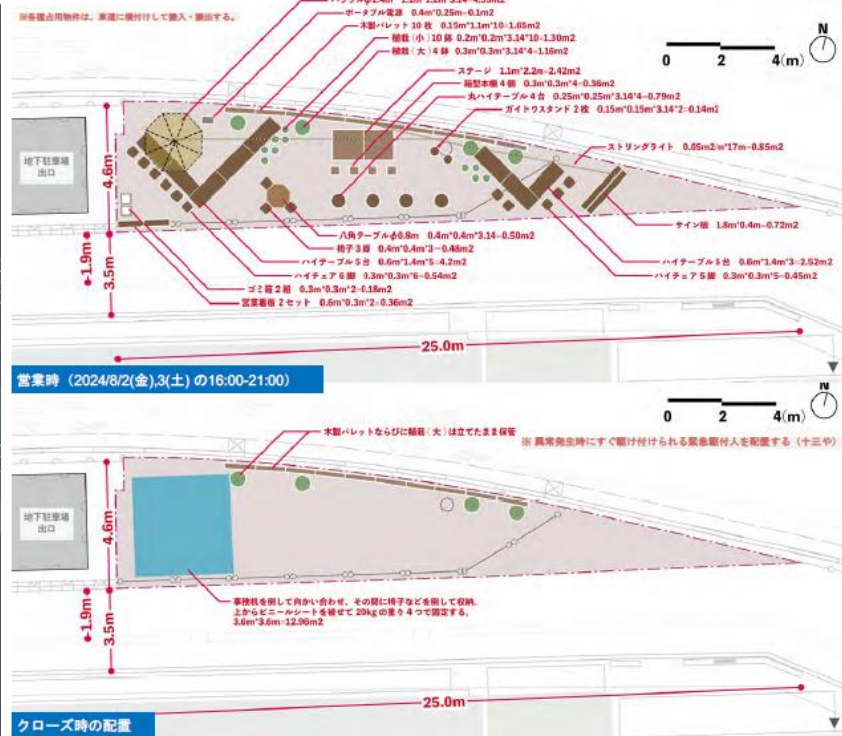 ※各種占用物件は、車道に横付けして搬入・搬出する。
ポータブル電源 0.4m*0.25m=0.1m2
木製パレット 10 枚 0.15m*1.1m*10=1.65m2
植栽（小）10 鉢 0.2m*0.2m*3.14*10=1.30m2
植栽（大）4 鉢 0.3m*0.3m*3.14*4=1.16m2
ステージ 1.1m*2.2m=2.42m2
箱型本棚 4 個 0.3m*0.3m*4=0.36m2
丸ハイテーブル 4 台 0.25m*0.25m*3.14*4=0.79m2
ガイトウスタンド 2 枚 0.15m*0.15m*3.14*2=0.14m2
ストリングライト 0.05m2/m*17m=0.85m2
N
0 2 4(m)
地下駐車場
出口
4.6m
1.9m
3.5m
サイン板 1.8m*0.4m=0.72m2
八角テーブルφ0.8m 0.4m*0.4m*3.14=0.50m2
椅子 3 脚 0.4m*0.4m*3=0.48m2
ハイテーブル 5 台 0.6m*1.4m*5=4.2m2
ハイチェア 6 脚 0.3m*0.3m*6=0.54m2
ゴミ箱 2 組 0.3m*0.3m*2=0.18m2
営業看板 2 セット 0.6m*0.3m*2=0.36m2
ハイチェア 5 脚 0.3m*0.3m*5=0.45m2
25.0m
営業時（2024/8/2(金),3(土) の16:00-21:00）
N
0 2 4(m)
木製パレットならびに植栽（大）は立てたまま保管
※ 異常発生時にすぐ駆け付けられる緊急駆付人を配置する（十三や）
地下駐車場
出口
4.6m
1.9m
3.5m
事務机を倒して向かい合わせ、その間に椅子などを倒して収納。
上からビニールシートを被せて 20kg の重り 4 つで固定する。
3.6m*3.6m=12.96m2
25.0m
クローズ時の配置